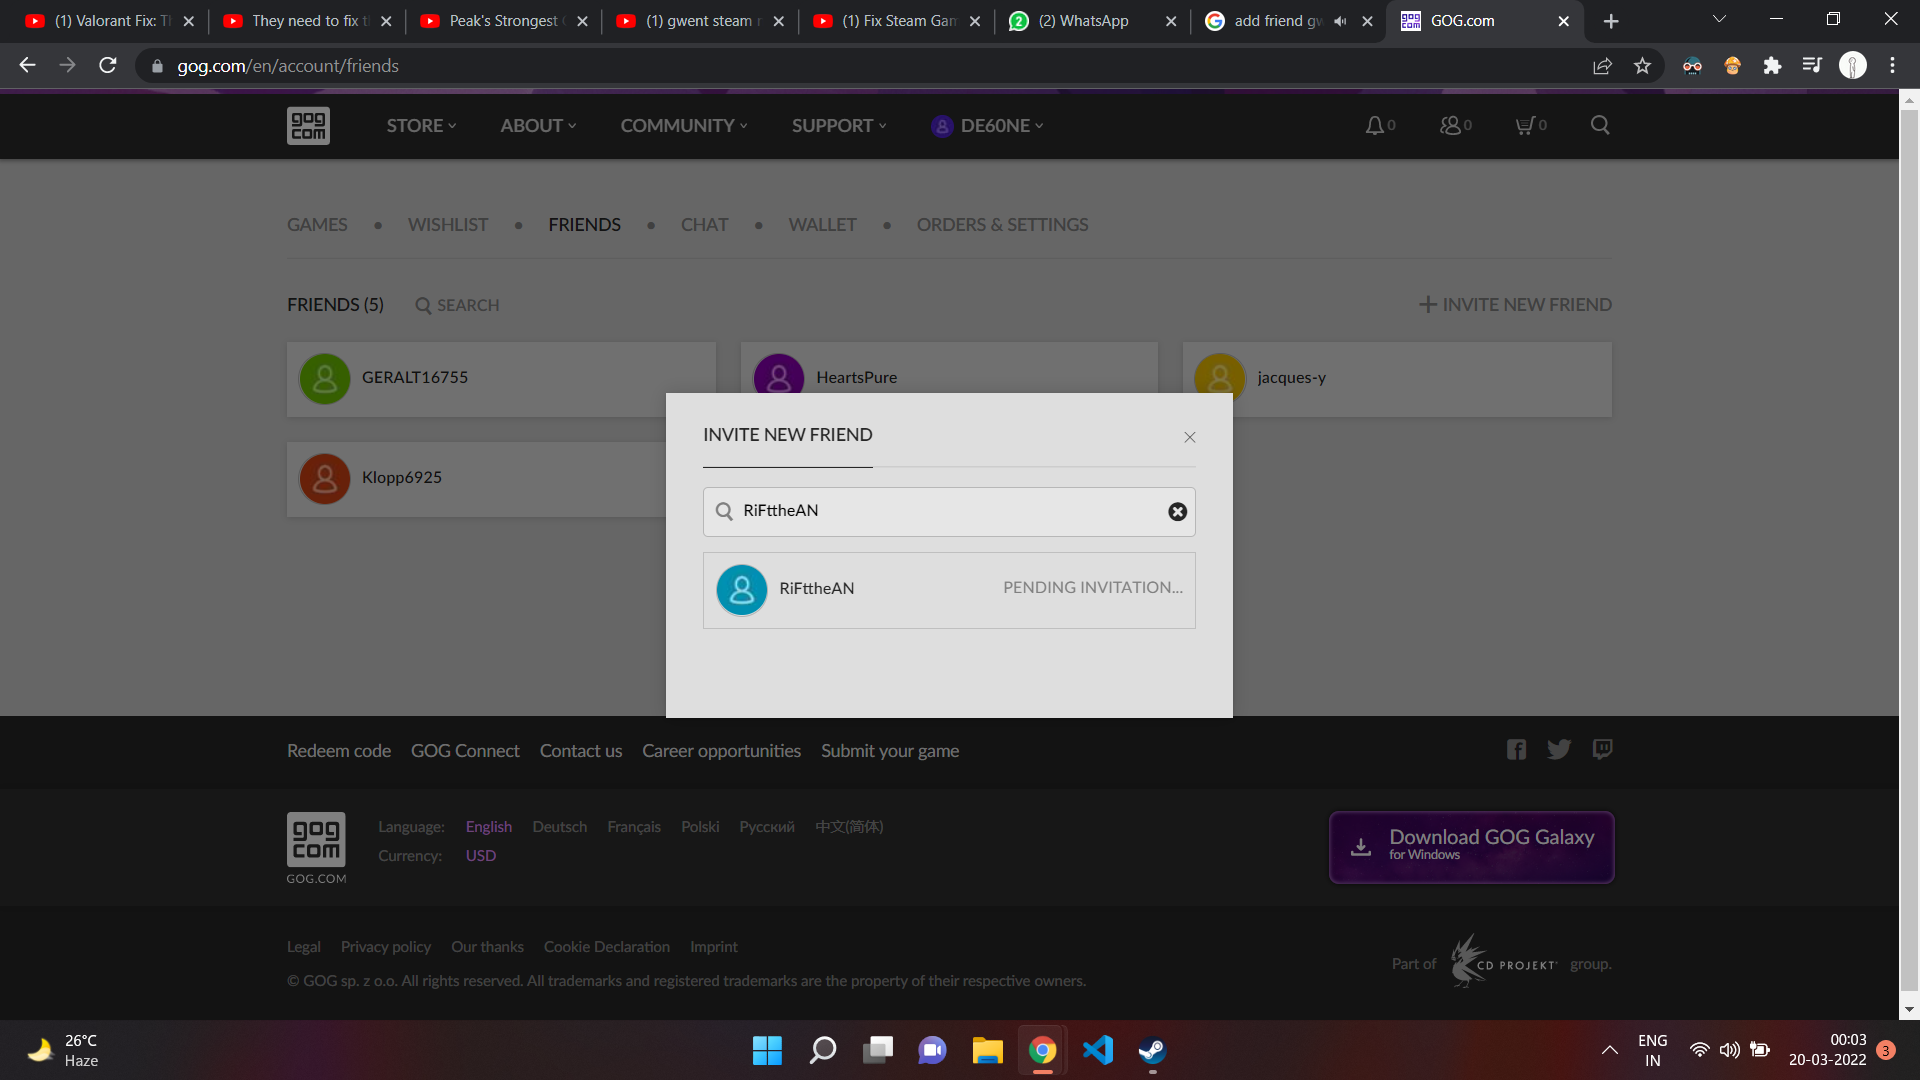 (1) Valorant Fix: Th
They need to fix t
Peak's Strongest
(1) gwent steam
(1) Fix Steam Gam
(2) WhatsApp
add friend gw
GOG.com
gog.com/en/account/friends
gog com
STORE
ABOUT
COMMUNITY
SUPPORT
DE60NE
0
0
0
GAMES • WISHLIST • FRIENDS • CHAT • WALLET • ORDERS & SETTINGS
FRIENDS (5)
SEARCH
INVITE NEW FRIEND
GERALT16755
HeartsPure
jacques-y
Klopp6925
INVITE NEW FRIEND
RiFttheAN
RiFttheAN
PENDING INVITATION...
Redeem code
GOG Connect
Contact us
Career opportunities
Submit your game
gog com
GOG.COM
Language: English Deutsch Français Polski Русский 中文(简体)
Currency: USD
Download GOG Galaxy
for Windows
Legal
Privacy policy
Our thanks
Cookie Declaration
Imprint
© GOG sp. z o.o. All rights reserved. All trademarks and registered trademarks are the property of their respective owners.
Part of CD PROJEKT group.
26°C
Haze
ENG
IN
00:03
20-03-2022
3